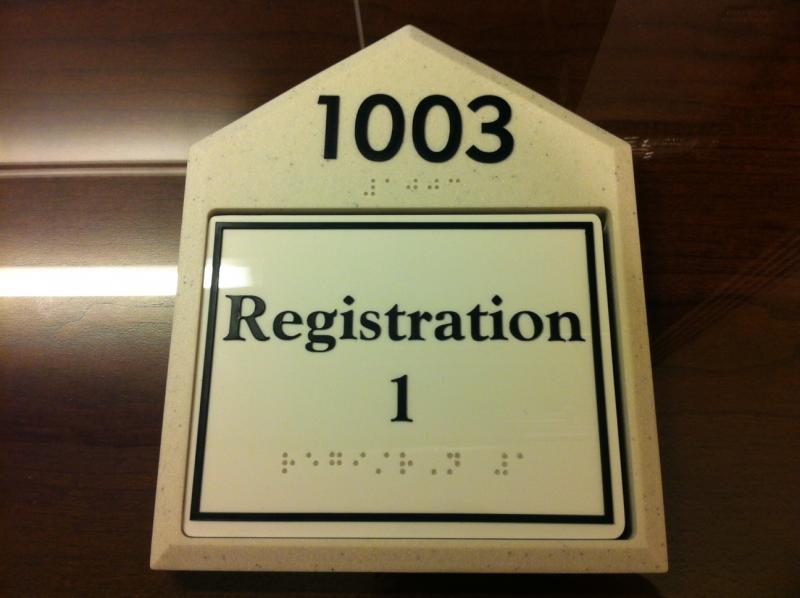 1003
⠼⠁⠚⠚⠉
Registration
1
⠗⠑⠛⠊⠌⠗⠠⠝ ⠼⠁